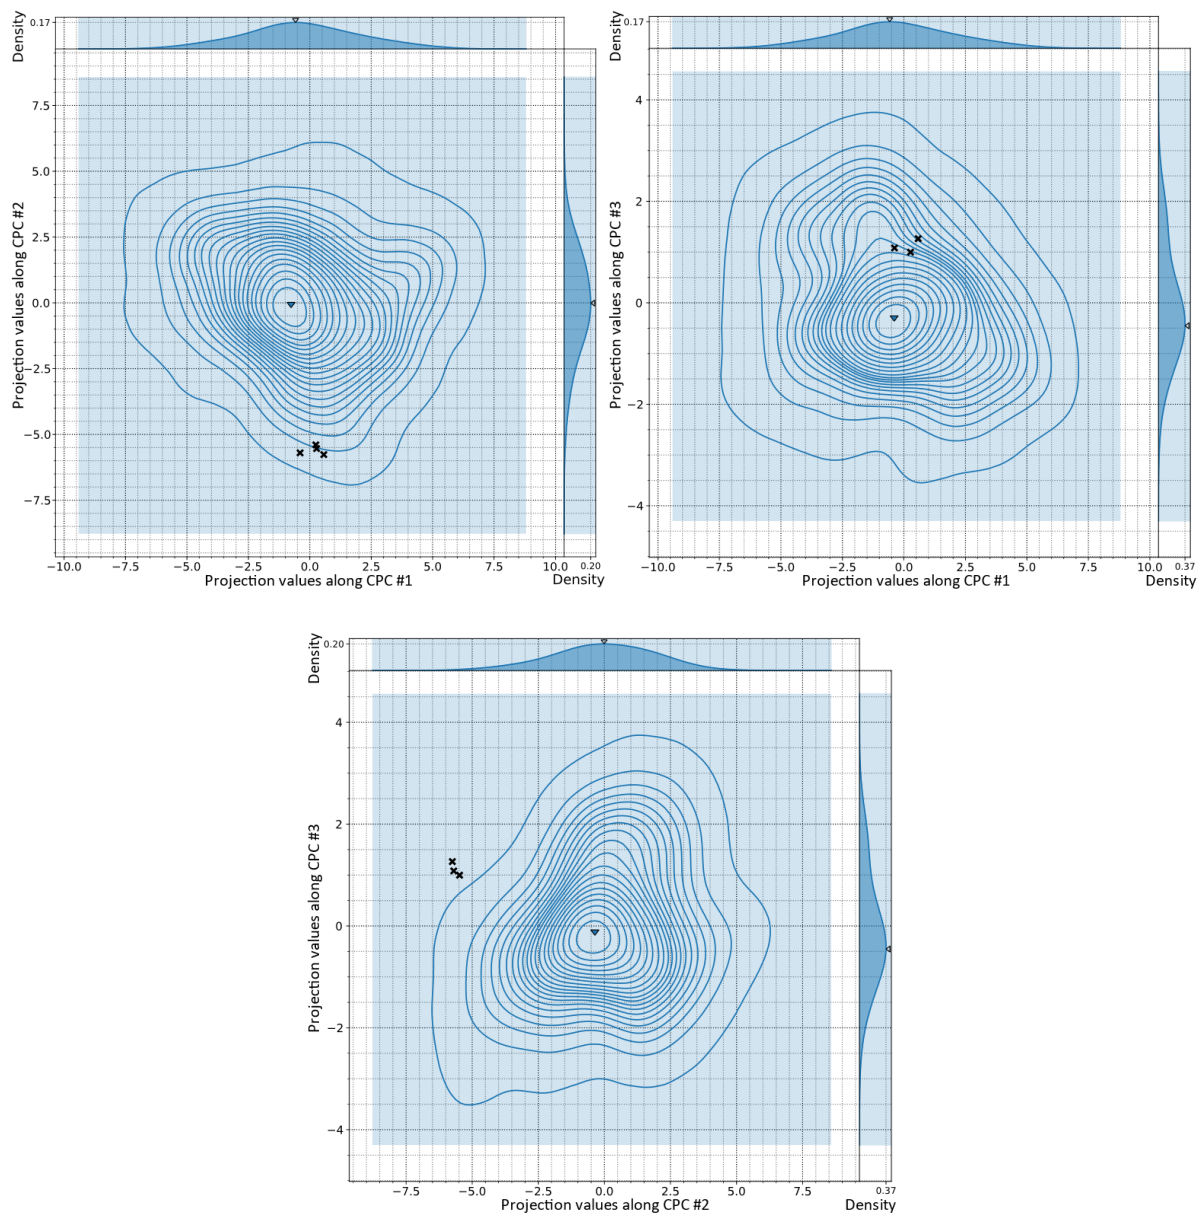 Density
0.17
Projection values along CPC #2
7.5
5.0
2.5
0.0
−2.5
−5.0
−7.5
−10.0 −7.5 −5.0 −2.5 0.0 2.5 5.0 7.5 10.0 0.20
Projection values along CPC #1 Density
Density
0.17
Projection values along CPC #3
4
2
0
−2
−4
−10.0 −7.5 −5.0 −2.5 0.0 2.5 5.0 7.5 10.0 0.37
Projection values along CPC #1 Density
Density
0.20
Projection values along CPC #3
4
2
0
−2
−4
−7.5 −5.0 −2.5 0.0 2.5 5.0 7.5 0.37
Projection values along CPC #2 Density